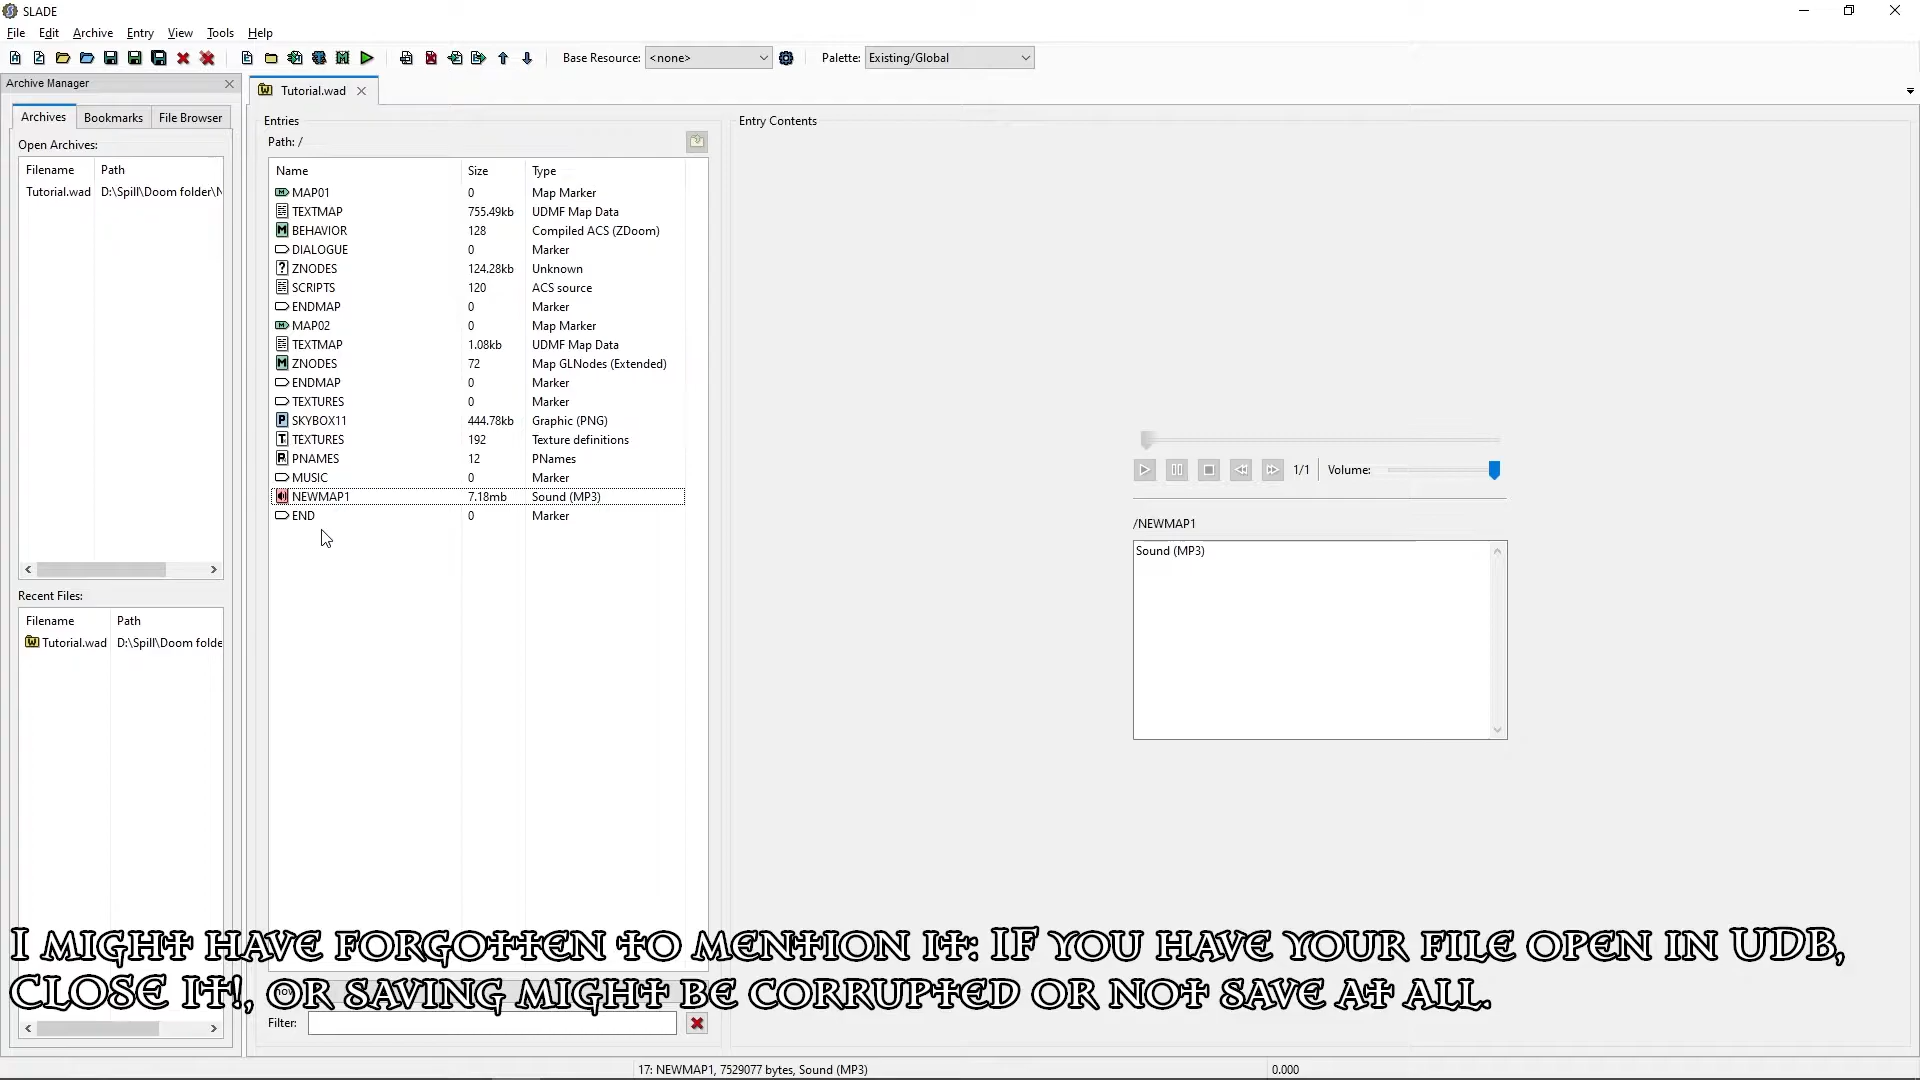 SLADE
File Edit Archive Entry View Tools Help
Base Resource: <none> Palette: Existing/Global
Archive Manager
Tutorial.wad
Archives Bookmarks File Browser
Open Archives:
Filename Path
Tutorial.wad D:\Spill\Doom folder\N
Recent Files:
Filename Path
Tutorial.wad D:\Spill\Doom folde
Entries
Path: /
Name Size Type
MAP01 0 Map Marker
TEXTMAP 755.49kb UDMF Map Data
BEHAVIOR 128 Compiled ACS (ZDoom)
DIALOGUE 0 Marker
ZNODES 124.28kb Unknown
SCRIPTS 120 ACS source
ENDMAP 0 Marker
MAP02 0 Map Marker
TEXTMAP 1.08kb UDMF Map Data
ZNODES 72 Map GLNodes (Extended)
ENDMAP 0 Marker
TEXTURES 0 Marker
SKYBOX11 444.78kb Graphic (PNG)
TEXTURES 192 Texture definitions
PNAMES 12 PNames
MUSIC 0 Marker
NEWMAP1 7.18mb Sound (MP3)
END 0 Marker
Entry Contents
1/1 Volume:
/NEWMAP1
Sound (MP3)
I might have forgotten to mention it: IF you have your file open in UDB,
CLOSE IT!, or saving might be corrupted or not save at all.
Filter:
17: NEWMAP1, 7529077 bytes, Sound (MP3) 0.000